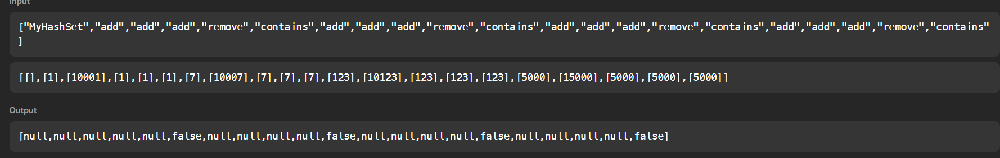 Input
["MyHashSet","add","add","add","remove","contains","add","add","add","remove","contains","add","add","add","remove","contains","add","add","add","remove","contains"
]
[[],[1],[10001],[1],[1],[1],[7],[10007],[7],[7],[7],[123],[10123],[123],[123],[123],[5000],[15000],[5000],[5000],[5000]]
Output
[null,null,null,null,null,false,null,null,null,null,false,null,null,null,null,false,null,null,null,null,false]